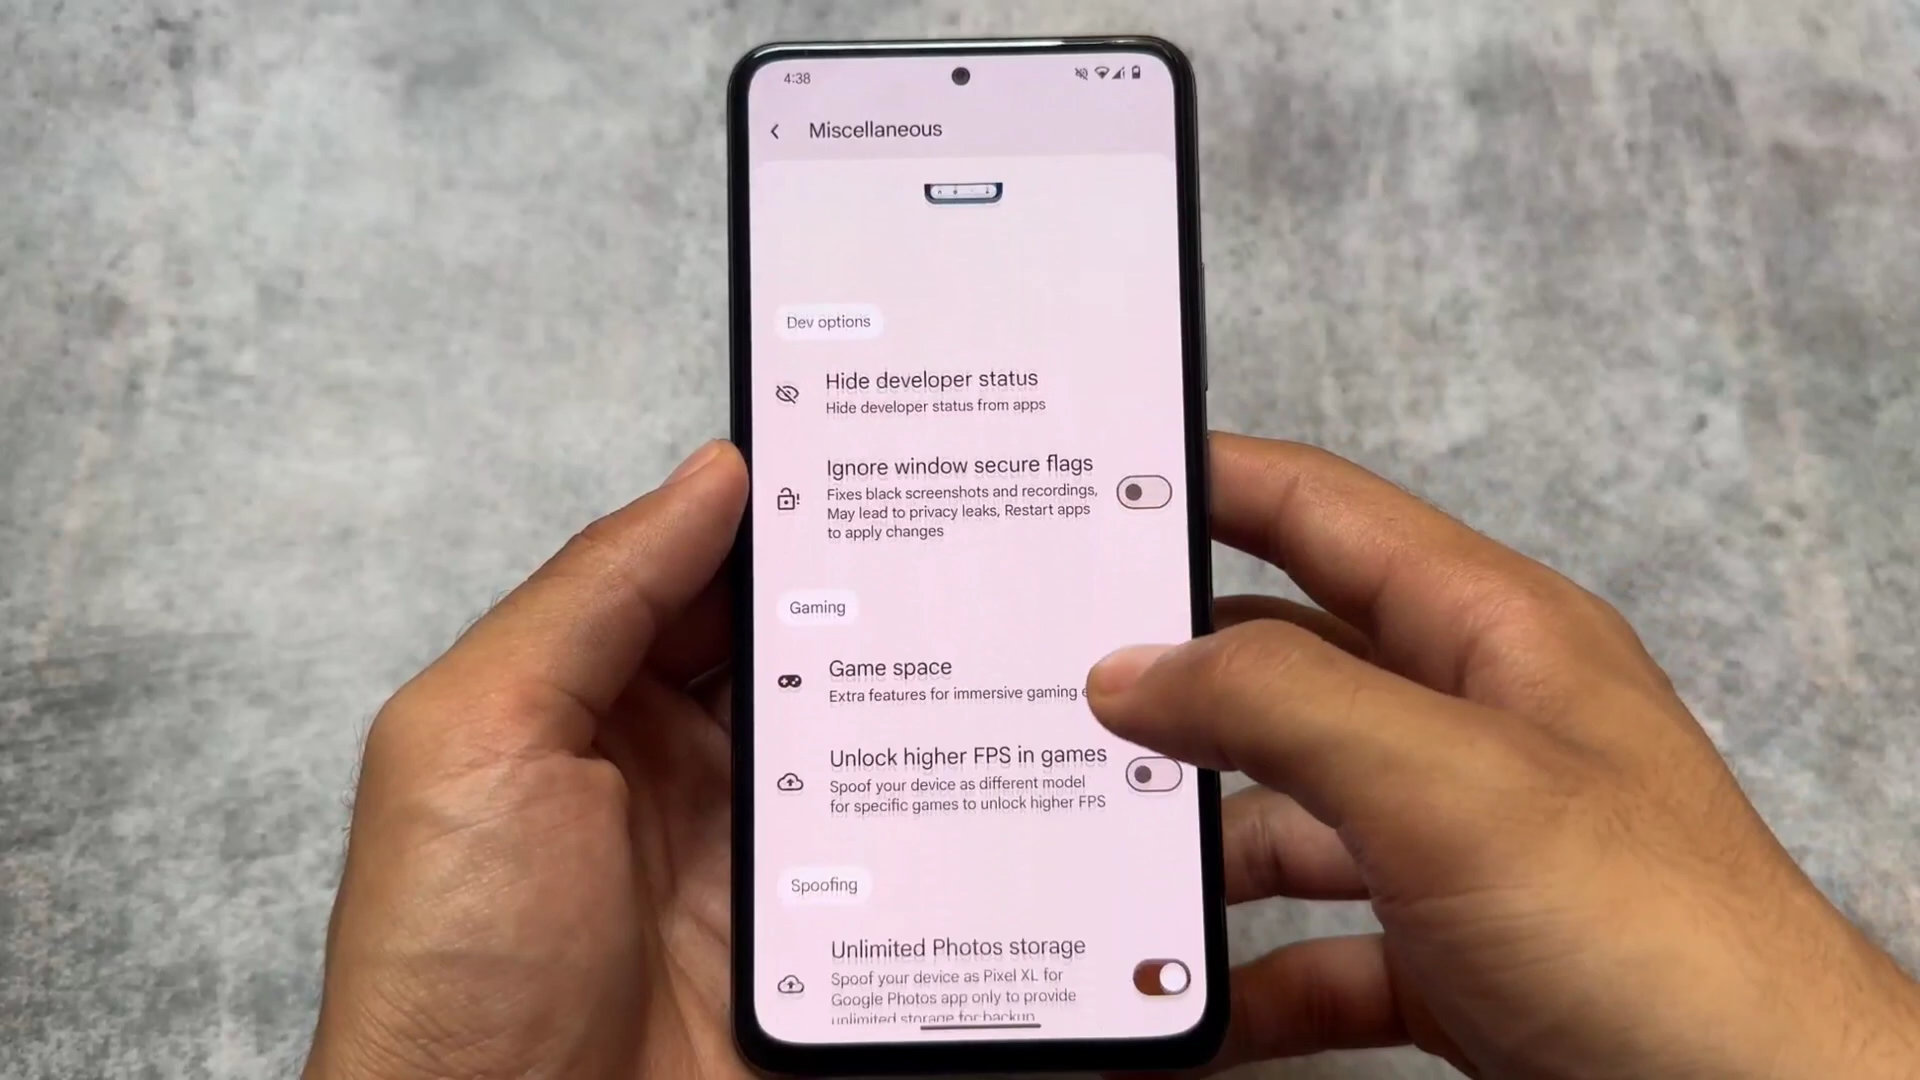 4:38
Miscellaneous
Dev options
Hide developer status
Hide developer status from apps
Ignore window secure flags
Fixes black screenshots and recordings,
May lead to privacy leaks, Restart apps
to apply changes
Gaming
Game space
Extra features for immersive gaming
Unlock higher FPS in games
Spoof your device as different model
for specific games to unlock higher FPS
Spoofing
Unlimited Photos storage
Spoof your device as Pixel XL for
Google Photos app only to provide
unlimited storage for backup